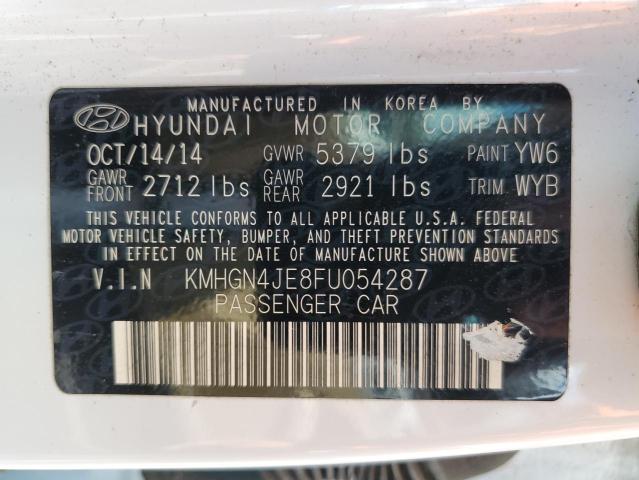 MANUFACTURED IN KOREA BY
HYUNDAI MOTOR COMPANY
OCT/14/14 GVWR 5379 lbs PAINT YW6
GAWR FRONT 2712 lbs GAWR REAR 2921 lbs TRIM WYB
THIS VEHICLE CONFORMS TO ALL APPLICABLE U.S.A. FEDERAL
MOTOR VEHICLE SAFETY, BUMPER, AND THEFT PREVENTION STANDARDS
IN EFFECT ON THE DATE OF MANUFACTURE SHOWN ABOVE.
V.I.N KMHGN4JE8FU054287
PASSENGER CAR